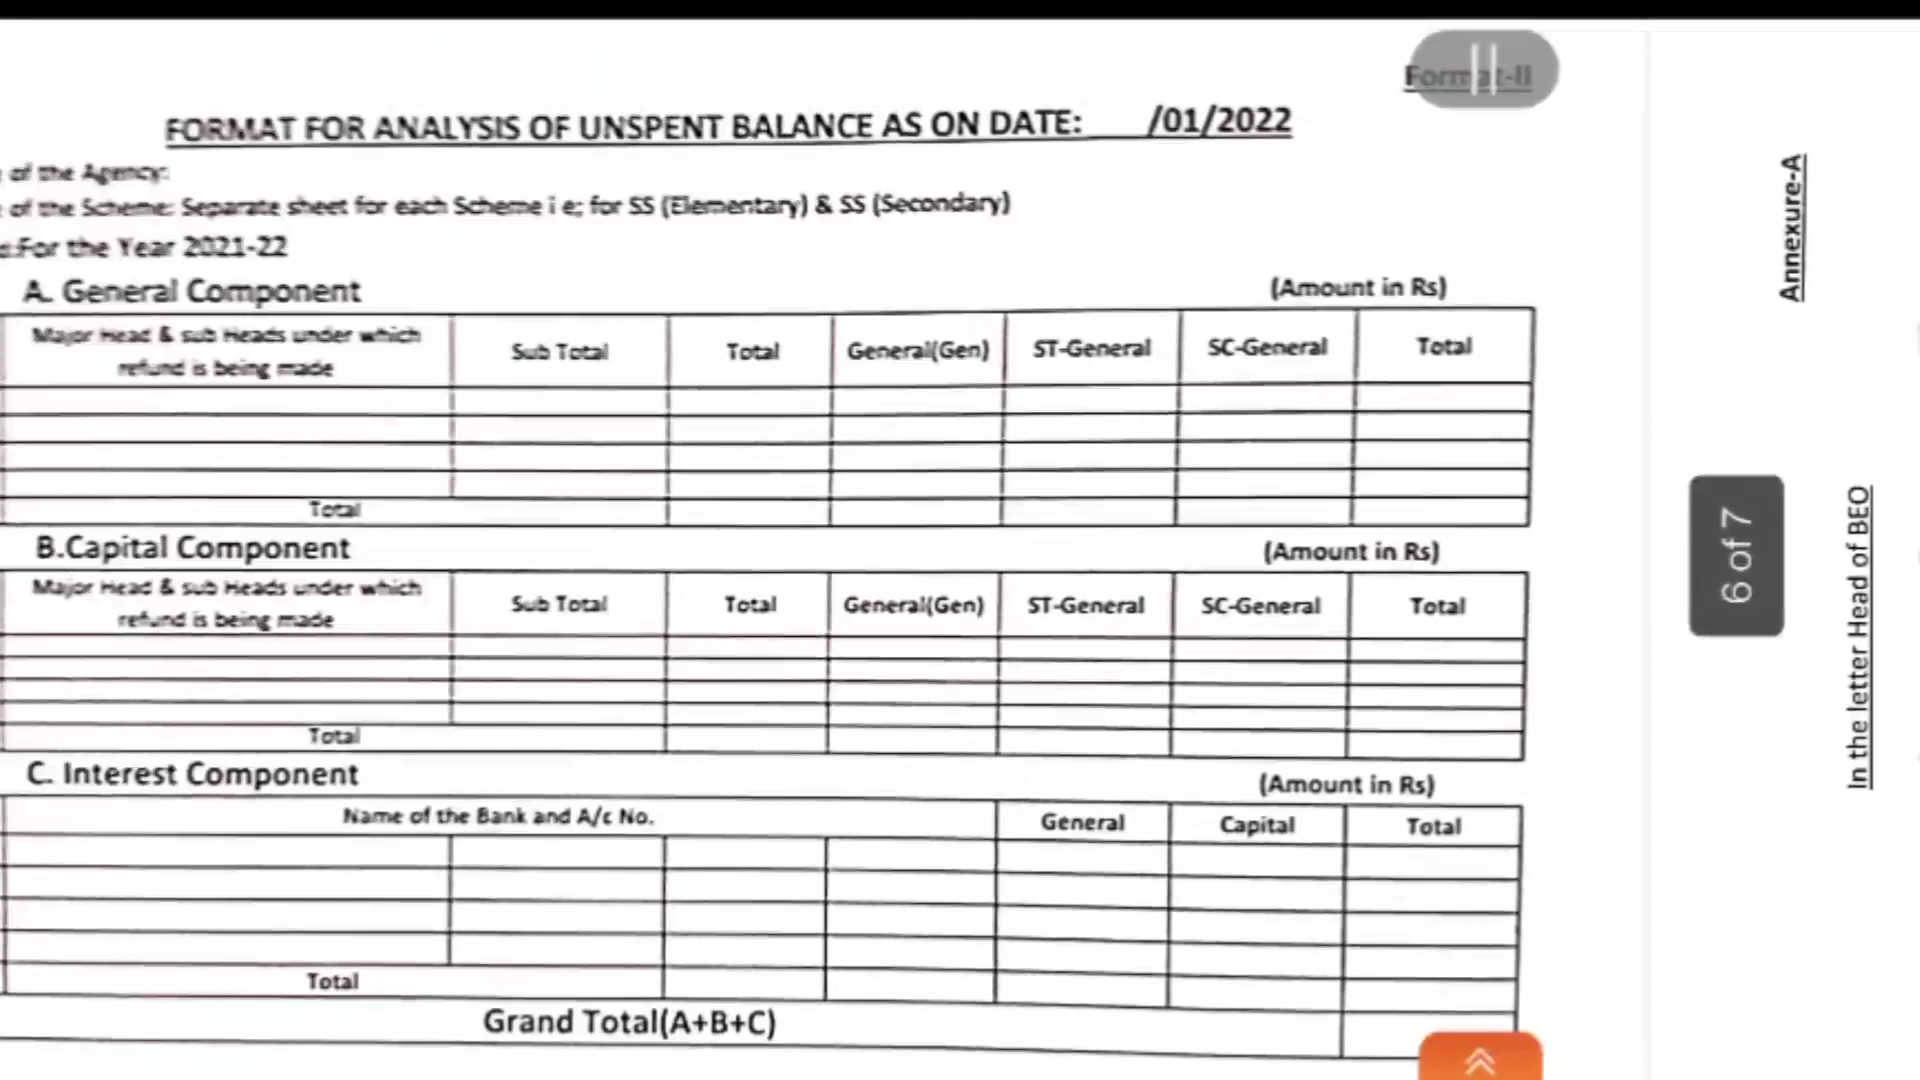 Format-II
FORMAT FOR ANALYSIS OF UNSPENT BALANCE AS ON DATE: /01/2022
of the Agency:
of the Scheme: Separate sheet for each Scheme i e; for SS (Elementary) & SS (Secondary)
:For the Year 2021-22
A. General Component (Amount in Rs)
Major Head & sub Heads under which refund is being made Sub Total Total General(Gen) ST-General SC-General Total
Total
B.Capital Component (Amount in Rs)
Major Head & sub Heads under which refund is being made Sub Total Total General(Gen) ST-General SC-General Total
Total
C. Interest Component (Amount in Rs)
Name of the Bank and A/c No. General Capital Total
Total
Grand Total(A+B+C)
Annexure-A
6 of 7
In the letter Head of BEO